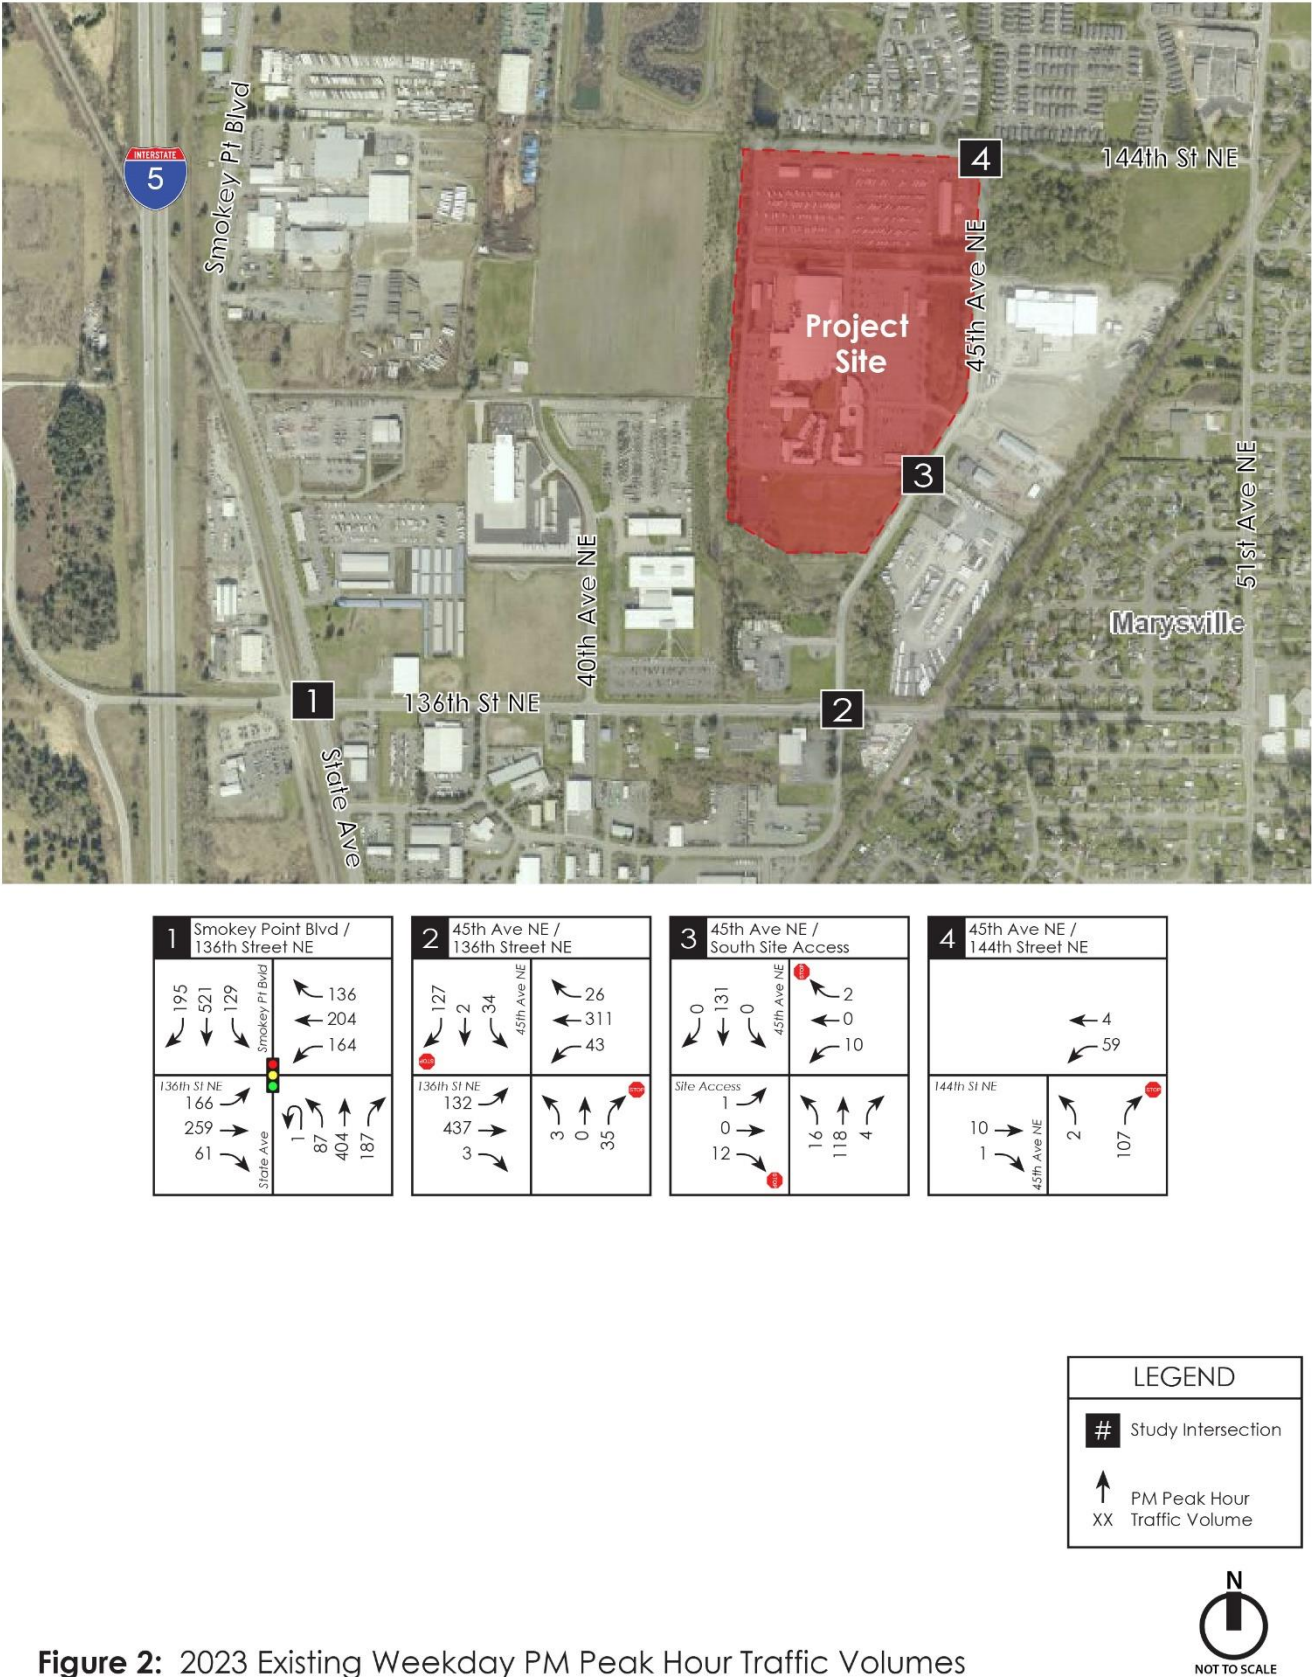 INTERSTATE
5
Smokey Pt Blvd
4
144th St NE
45th Ave NE
Project
Site
3
51st Ave NE
40th Ave NE
Marysville
1
136th St NE
2
State Ave
1
Smokey Point Blvd /
136th Street NE
195
521
129
Smokey Pt Bvld
136
204
164
136th St NE
166
259
61
State Ave
1
87
404
187
2
45th Ave NE /
136th Street NE
127
2
34
45th Ave NE
26
311
43
STOP
136th St NE
132
437
3
STOP
3
0
35
3
45th Ave NE /
South Site Access
0
131
0
45th Ave NE
STOP
2
0
10
Site Access
1
0
12
STOP
16
118
4
4
45th Ave NE /
144th Street NE
4
59
144th St NE
10
1
45th Ave NE
2
107
STOP
LEGEND
# Study Intersection
PM Peak Hour
XX Traffic Volume
N
NOT TO SCALE
Figure 2: 2023 Existing Weekday PM Peak Hour Traffic Volumes